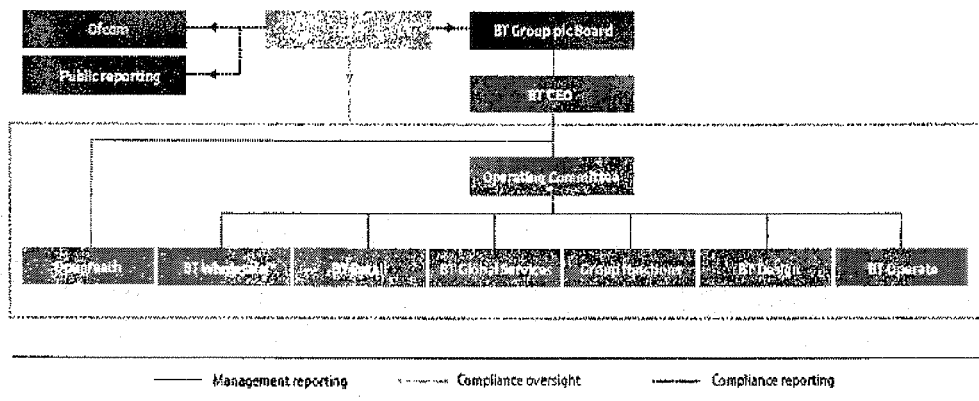 Ofcom
BT Group plc Board
Public reporting
BT CEO
Operating Committee
Openreach
BT Wholesale
BT Retail
BT Global Services
Group Functions
BT Design
BT Operate
Management reporting
Compliance oversight
Compliance reporting